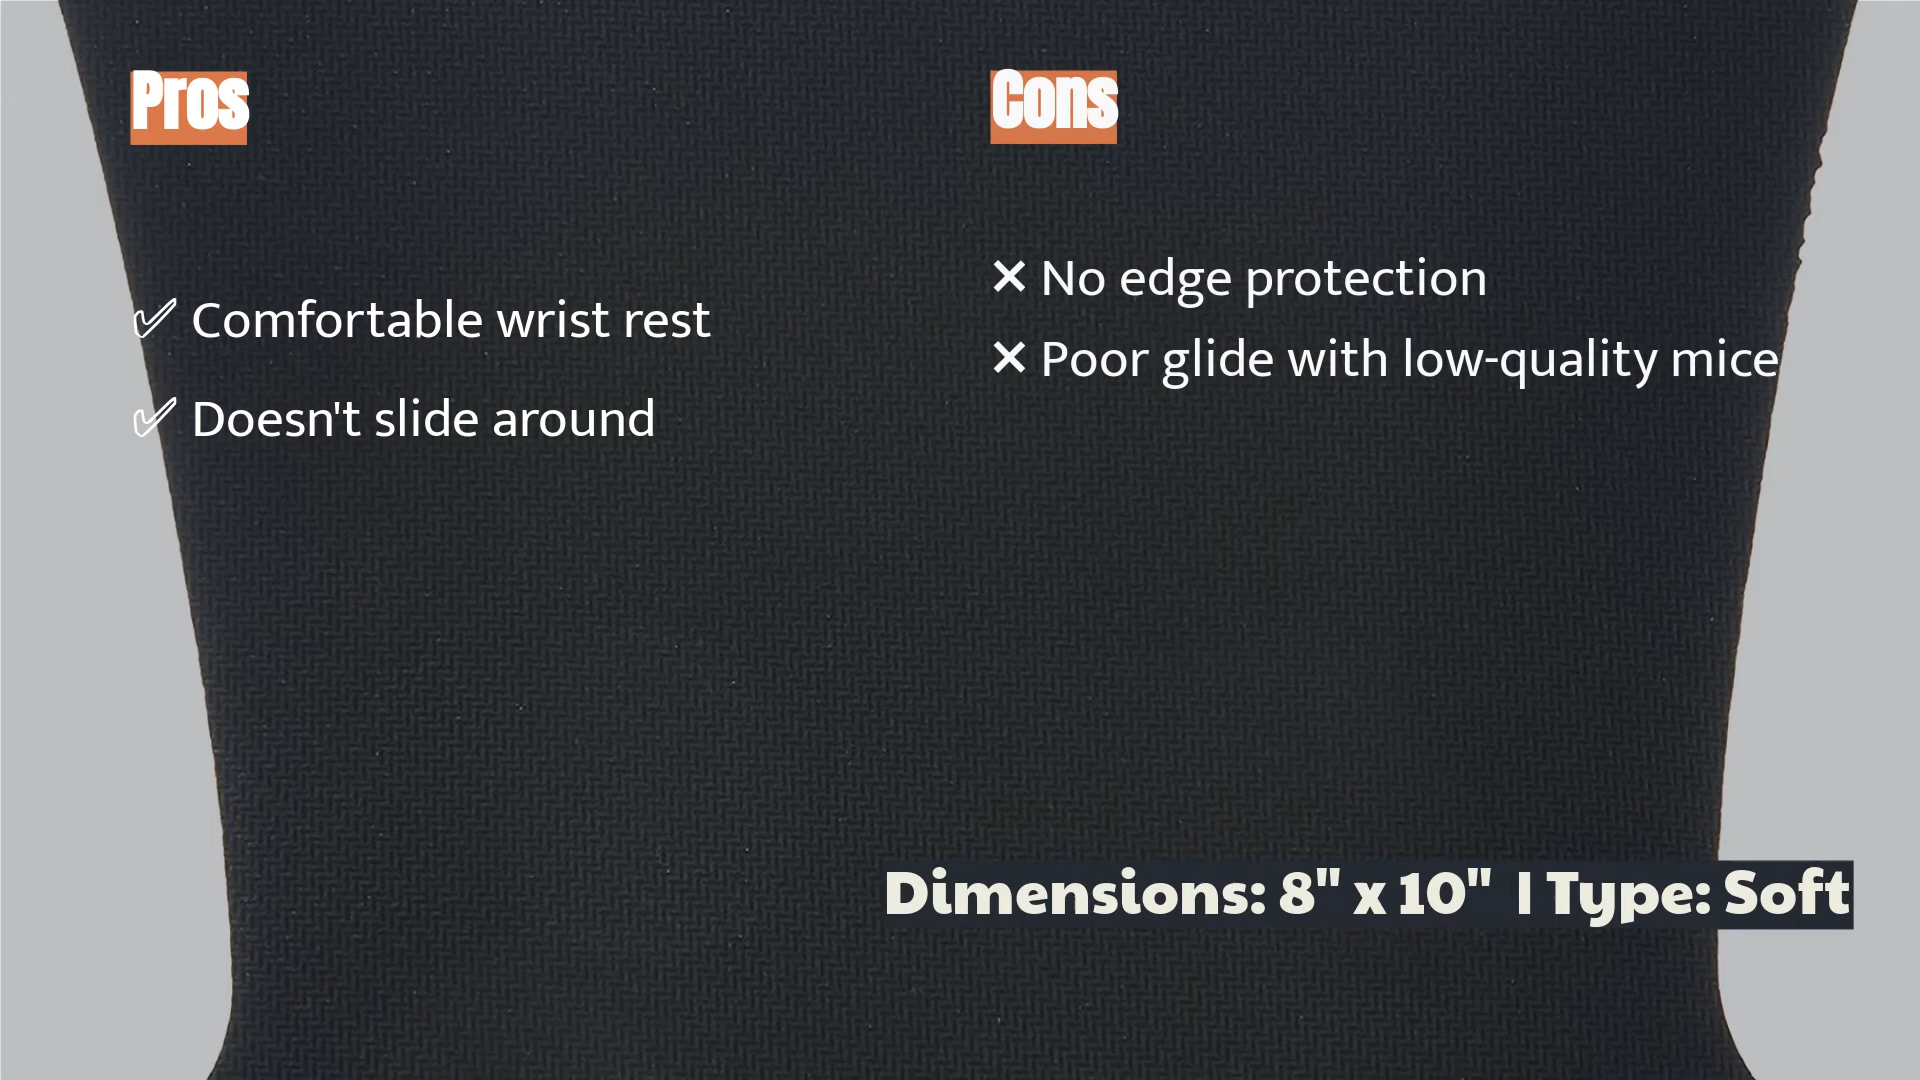 Pros
✅ Comfortable wrist rest
✅ Doesn't slide around
Cons
❌ No edge protection
❌ Poor glide with low-quality mice
Dimensions: 8" x 10" | Type: Soft